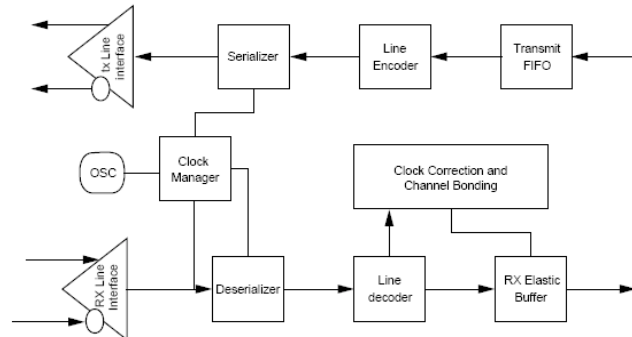 tx Line
interface
Serializer
Line
Encoder
Transmit
FIFO
OSC
Clock
Manager
Clock Correction and
Channel Bonding
RX Line
Interface
Deserializer
Line
decoder
RX Elastic
Buffer